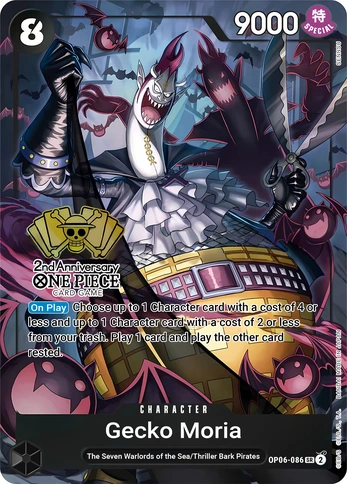 8
9000
特
SPECIAL
2nd Anniversary
ONE PIECE
CARD GAME
On Play Choose up to 1 Character card with a cost of 4 or
less and up to 1 Character card with a cost of 2 or less
from your trash. Play 1 card and play the other card
rested.
CHARACTER
Gecko Moria
The Seven Warlords of the Sea/Thriller Bark Pirates
OP06-086 SR 2